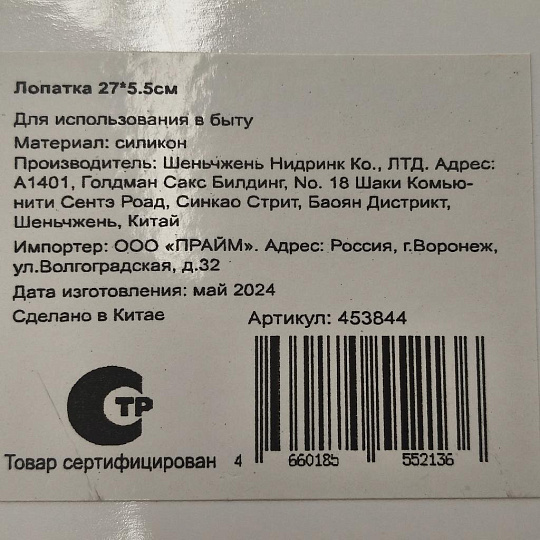 Лопатка 27*5.5см
Для использования в быту
Материал: силикон
Производитель: Шеньчжень Нидринк Ко., ЛТД. Адрес:
А1401, Голдман Сакс Билдинг, No. 18 Шаки Комью-
нити Сентэ Роад, Синкао Стрит, Баоян Дистрикт,
Шеньчжень, Китай
Импортер: ООО «ПРАЙМ». Адрес: Россия, г.Воронеж,
ул.Волгоградская, д.32
Дата изготовления: май 2024
Сделано в Китае
Артикул: 453844
СТР
Товар сертифицирован
4 660185 552136